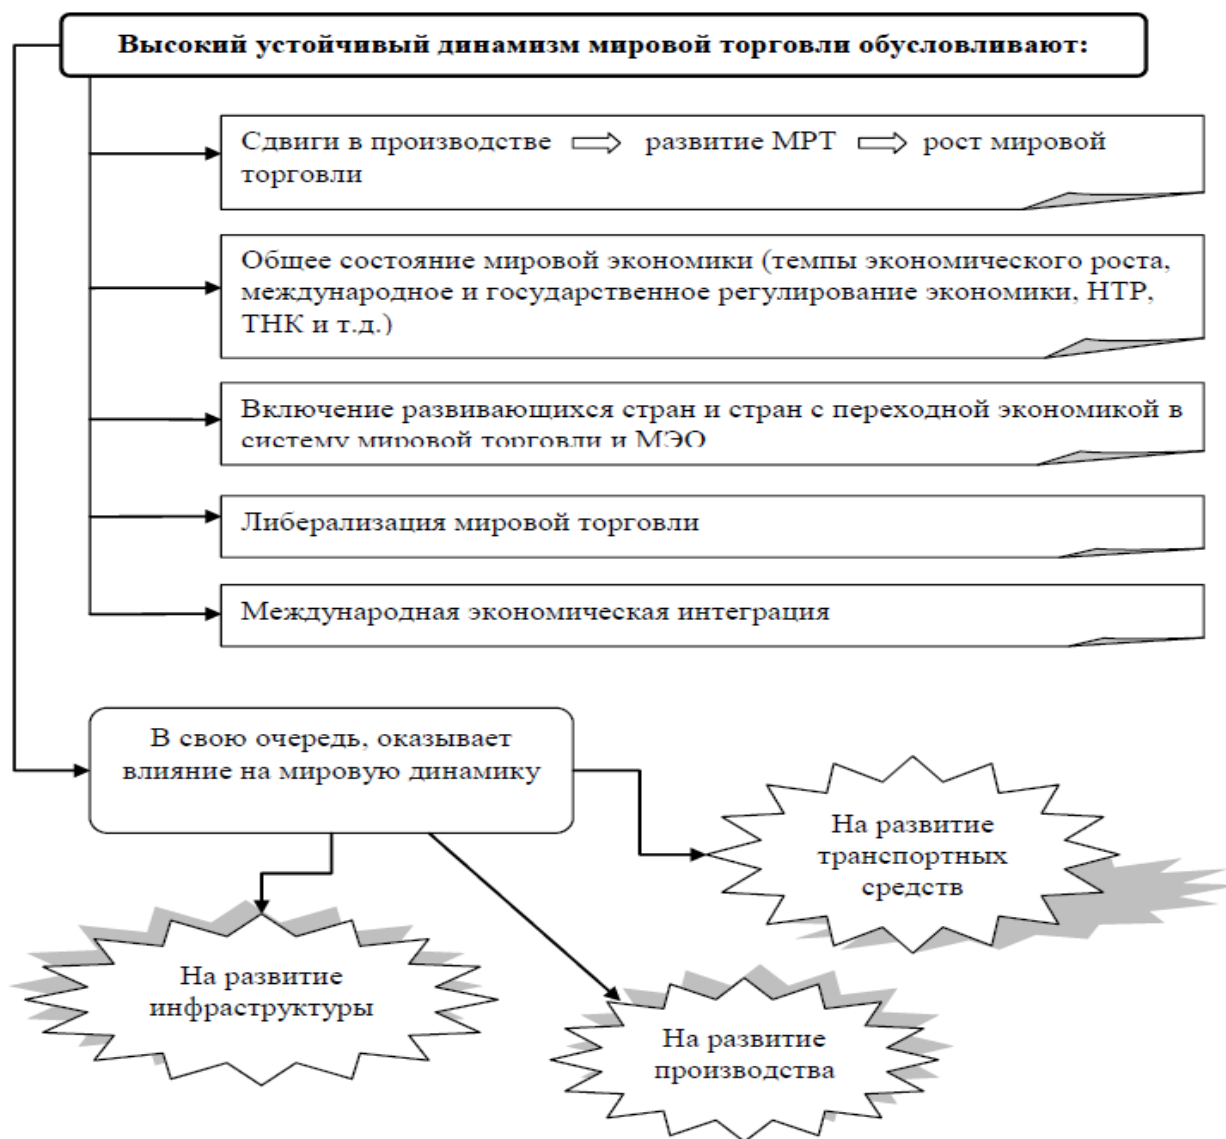 Высокий устойчивый динамизм мировой торговли обусловливают:
Сдвиги в производстве ⇨ развитие МРТ ⇨ рост мировой
торговли
Общее состояние мировой экономики (темпы экономического роста,
международное и государственное регулирование экономики, НТР,
ТНК и т.д.)
Включение развивающихся стран и стран с переходной экономикой в
систему мировой торговли и МЭО
Либерализация мировой торговли
Международная экономическая интеграция
В свою очередь, оказывает
влияние на мировую динамику
На развитие
транспортных
средств
На развитие
инфраструктуры
На развитие
производства